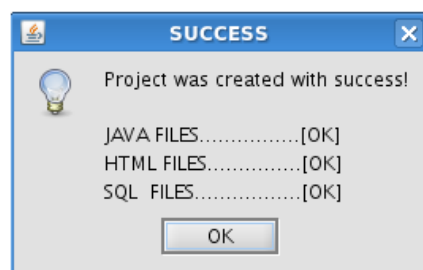 SUCCESS
Project was created with success!
JAVA FILES................[OK]
HTML FILES...............[OK]
SQL  FILES.................[OK]
OK